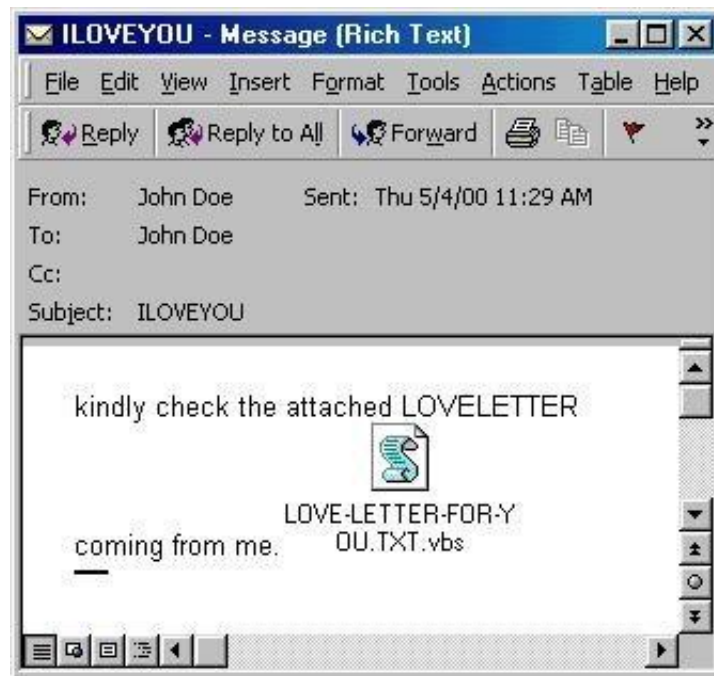 ILOVEYOU - Message (Rich Text)
File Edit View Insert Format Tools Actions Table Help
Reply Reply to All Forward
From: John Doe Sent: Thu 5/4/00 11:29 AM
To: John Doe
Cc:
Subject: ILOVEYOU
kindly check the attached LOVELETTER
LOVE-LETTER-FOR-Y
OU.TXT.vbs
coming from me.